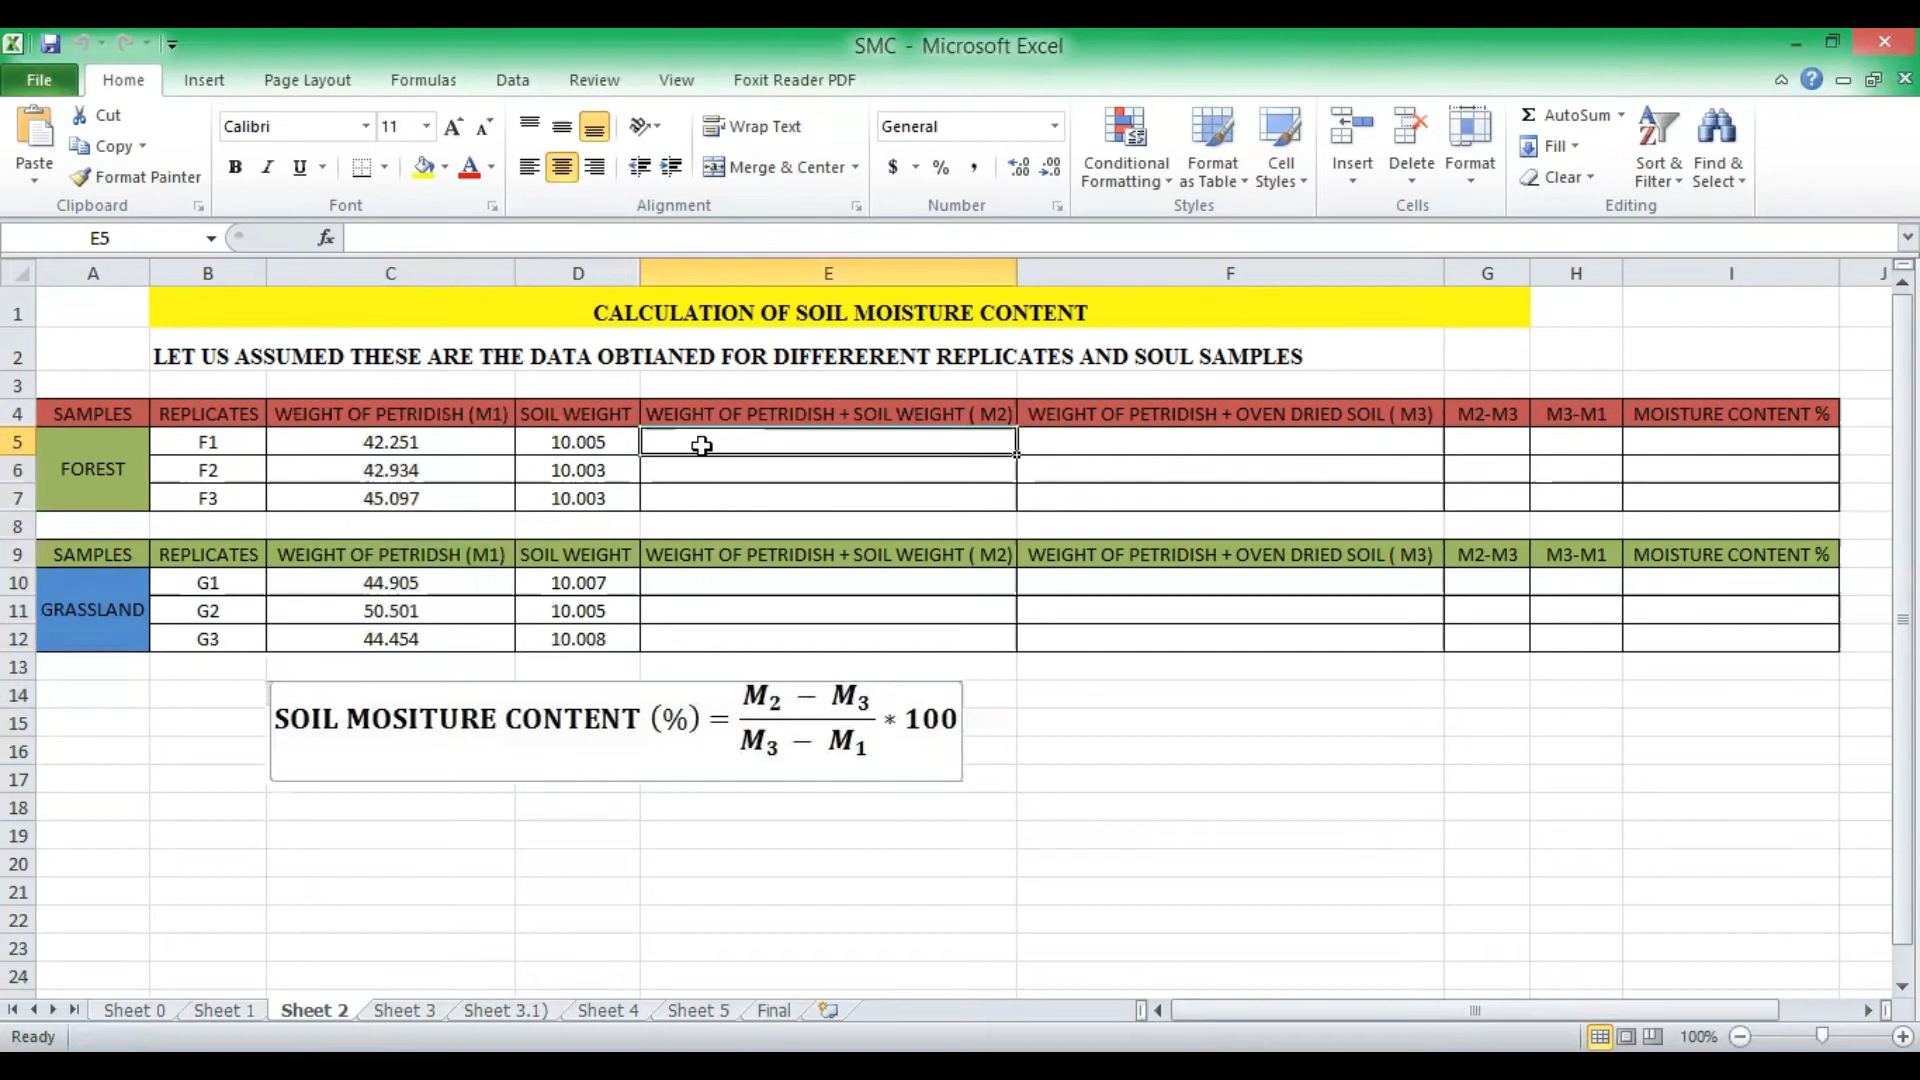 SMC - Microsoft Excel
File Home Insert Page Layout Formulas Data Review View Foxit Reader PDF
Paste
Cut
Copy
Format Painter
Clipboard
Calibri 11
B I U
Font
Wrap Text
Merge & Center
Alignment
General
$ % ,
Number
Conditional Formatting
Format as Table
Cell Styles
Styles
Insert Delete Format
Cells
Σ AutoSum
Fill
Clear
Sort & Filter
Find & Select
Editing
E5 fx
A B C D E F G H I J
1 CALCULATION OF SOIL MOISTURE CONTENT
2 LET US ASSUMED THESE ARE THE DATA OBTIANED FOR DIFFERERENT REPLICATES AND SOUL SAMPLES
3
4 SAMPLES REPLICATES WEIGHT OF PETRIDISH (M1) SOIL WEIGHT WEIGHT OF PETRIDISH + SOIL WEIGHT ( M2) WEIGHT OF PETRIDISH + OVEN DRIED SOIL ( M3) M2-M3 M3-M1 MOISTURE CONTENT %
5 F1 42.251 10.005
6 FOREST F2 42.934 10.003
7 F3 45.097 10.003
8
9 SAMPLES REPLICATES WEIGHT OF PETRIDSH (M1) SOIL WEIGHT WEIGHT OF PETRIDISH + SOIL WEIGHT ( M2) WEIGHT OF PETRIDISH + OVEN DRIED SOIL ( M3) M2-M3 M3-M1 MOISTURE CONTENT %
10 G1 44.905 10.007
11 GRASSLAND G2 50.501 10.005
12 G3 44.454 10.008
13
14 M2 − M3
15 SOIL MOSITURE CONTENT (%) = * 100
16 M3 − M1
17
18
19
20
21
22
23
24
Sheet 0 Sheet 1 Sheet 2 Sheet 3 Sheet 3.1) Sheet 4 Sheet 5 Final
Ready 100%